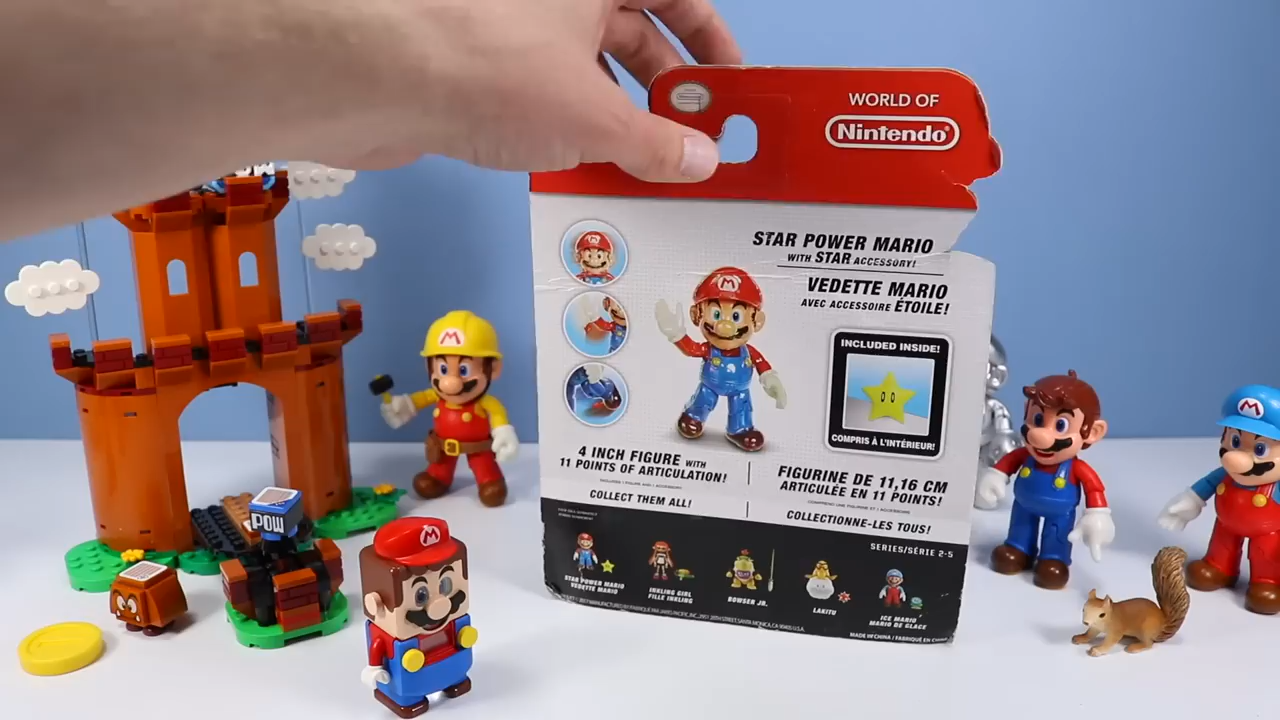 WORLD OF
Nintendo
STAR POWER MARIO
WITH STAR ACCESSORY!
VEDETTE MARIO
AVEC ACCESSOIRE ÉTOILE!
INCLUDED INSIDE!
COMPRIS À L'INTÉRIEUR!
4 INCH FIGURE WITH
11 POINTS OF ARTICULATION!
COLLECT THEM ALL!
FIGURINE DE 11,16 CM
ARTICULÉE EN 11 POINTS!
COLLECTIONNE-LES TOUS!
SERIES/SÉRIE 2-5
STAR POWER MARIO
VEDETTE MARIO
INKLING GIRL
FILLE INKLING
BOWSER JR.
LAKITU
ICE MARIO
MARIO DE GLACE
MADE IN CHINA / FABRIQUÉ EN
POW
M
M
M
M